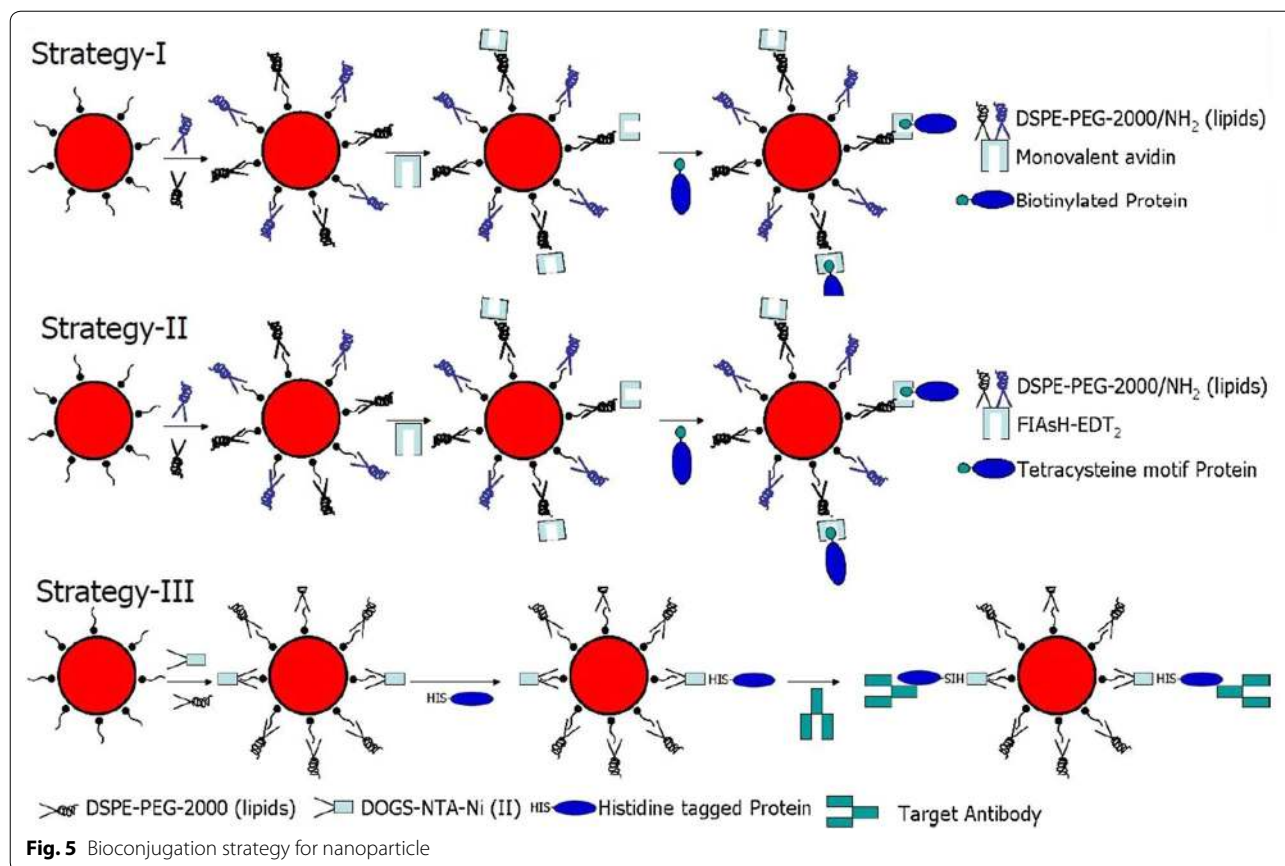 Strategy-I
DSPE-PEG-2000/NH₂ (lipids)
Monovalent avidin
Biotinylated Protein
Strategy-II
DSPE-PEG-2000/NH₂ (lipids)
FIAsH-EDT₂
Tetracysteine motif Protein
Strategy-III
HIS
HIS
SIH
HIS
DSPE-PEG-2000 (lipids)
DOGS-NTA-Ni (II)
HIS
Histidine tagged Protein
Target Antibody
Fig. 5 Bioconjugation strategy for nanoparticle